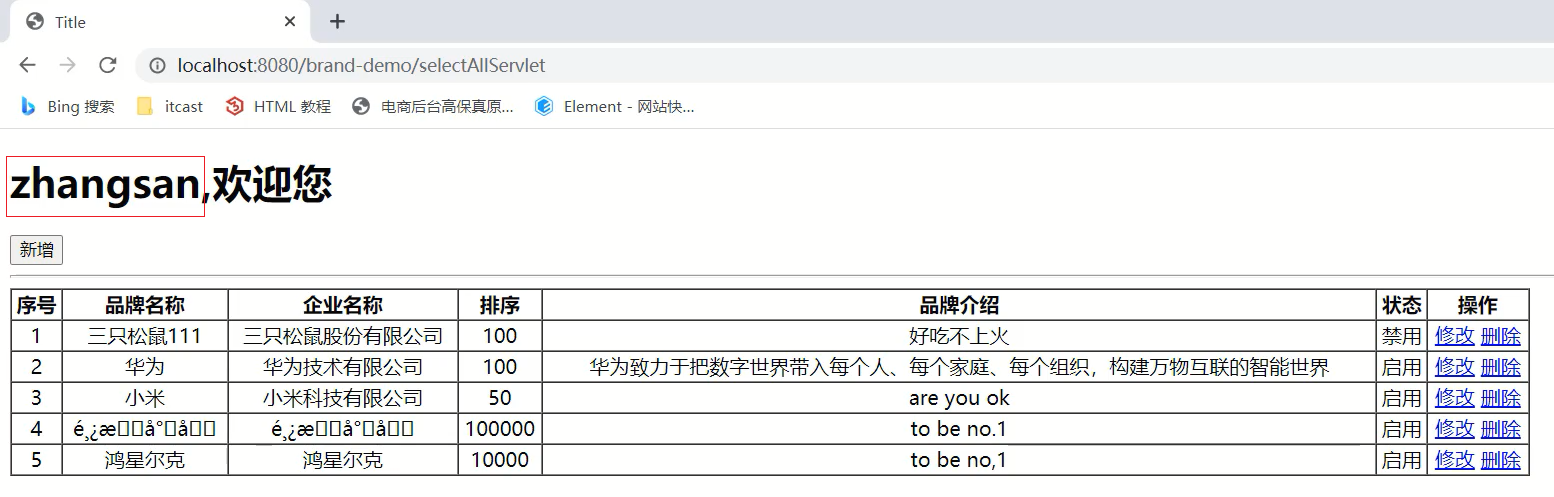 Title
localhost:8080/brand-demo/selectAllServlet
Bing 搜索 itcast HTML 教程 电商后台高保真原... Element - 网站快...
zhangsan,欢迎您
新增
序号 品牌名称 企业名称 排序 品牌介绍 状态 操作
1 三只松鼠111 三只松鼠股份有限公司 100 好吃不上火 禁用 修改 删除
2 华为 华为技术有限公司 100 华为致力于把数字世界带入每个人、每个家庭、每个组织，构建万物互联的智能世界 启用 修改 删除
3 小米 小米科技有限公司 50 are you ok 启用 修改 删除
4 100000 to be no.1 启用 修改 删除
5 鸿星尔克 鸿星尔克 10000 to be no,1 启用 修改 删除